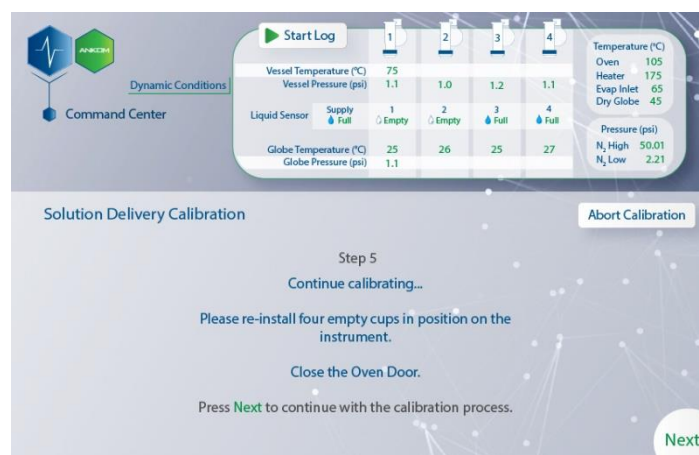 ANKOM
Dynamic Conditions
Command Center
Start Log
1 2 3 4
Vessel Temperature (°C) 75
Vessel Pressure (psi) 1.1 1.0 1.2 1.1
Liquid Sensor Supply Full 1 Empty 2 Empty 3 Full 4 Full
Globe Temperature (°C) 25 26 25 27
Globe Pressure (psi) 1.1
Temperature (°C)
Oven 105
Heater 175
Evap Inlet 65
Dry Globe 45
Pressure (psi)
N₂ High 50.01
N₂ Low 2.21
Solution Delivery Calibration
Abort Calibration
Step 5
Continue calibrating...
Please re-install four empty cups in position on the
instrument.
Close the Oven Door.
Press Next to continue with the calibration process.
Next